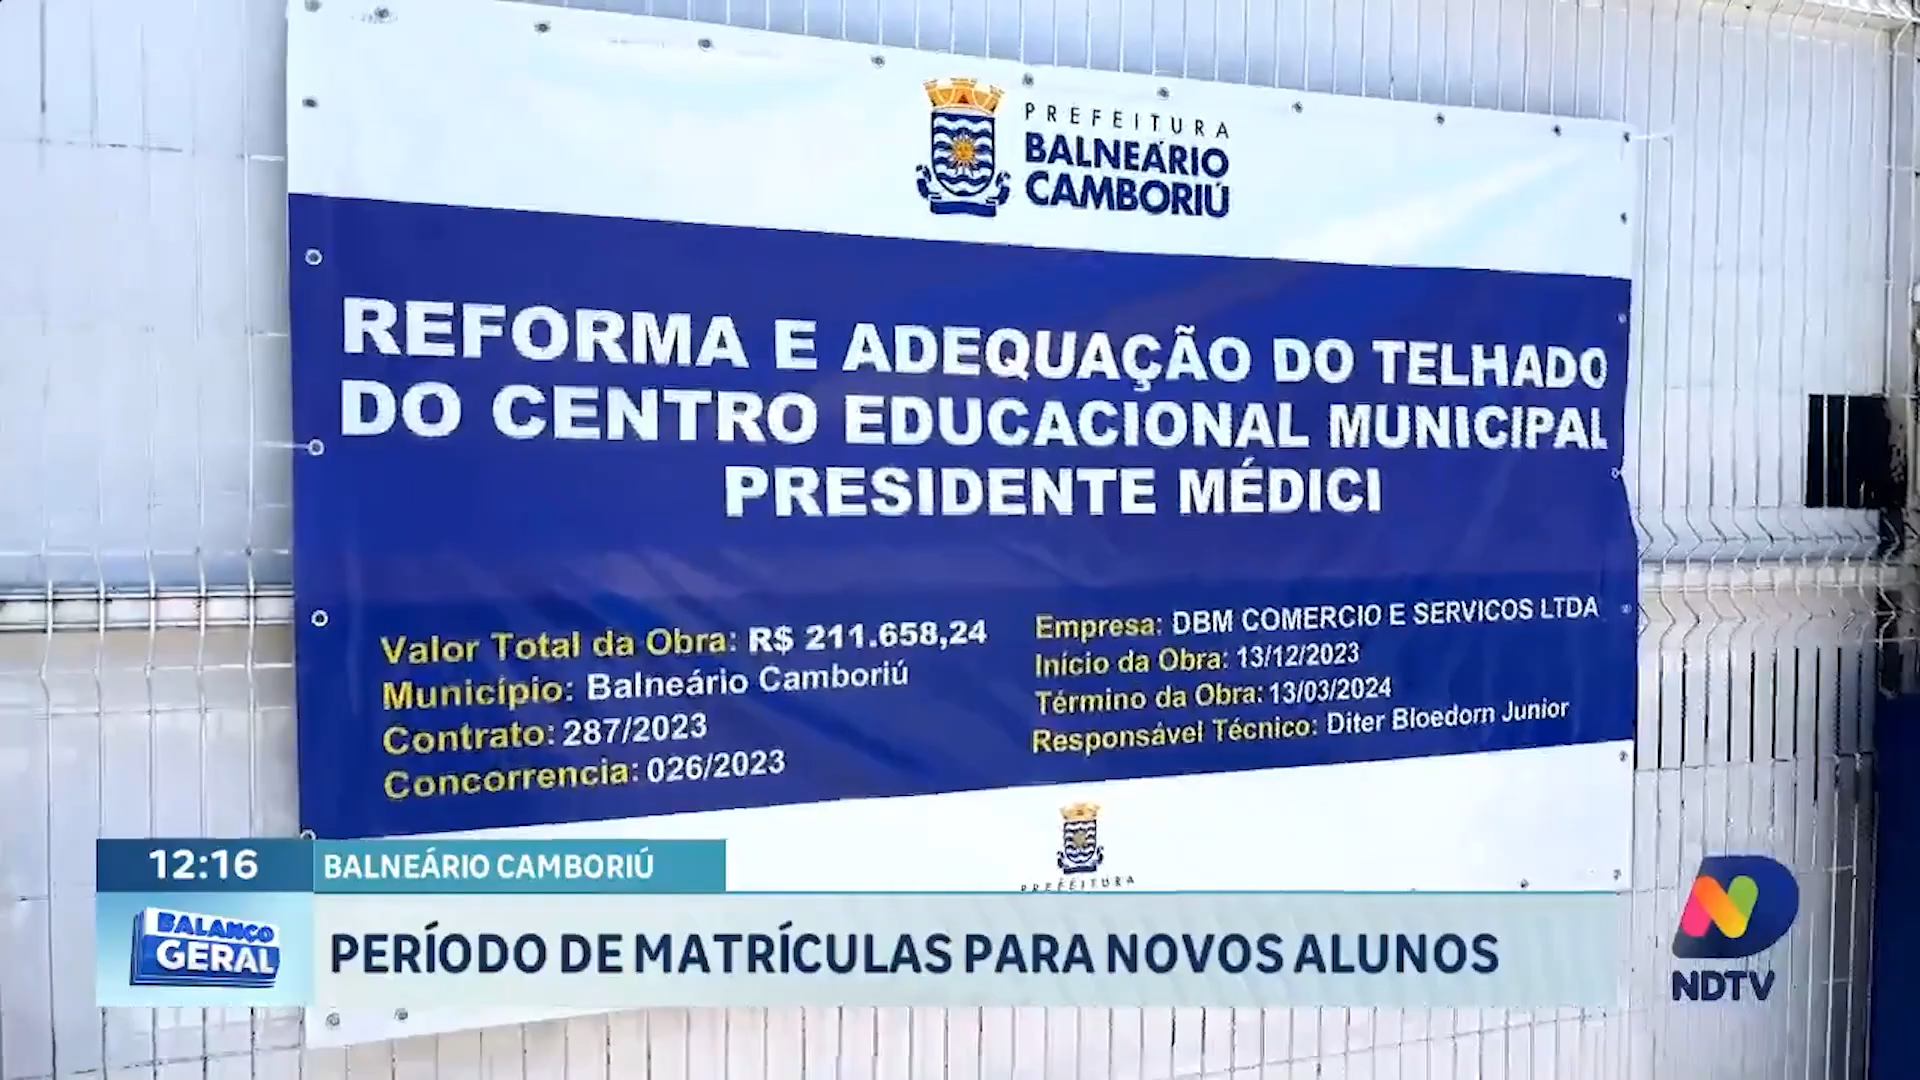 PREFEITURA
BALNEÁRIO
CAMBORIÚ
REFORMA E ADEQUAÇÃO DO TELHADO
DO CENTRO EDUCACIONAL MUNICIPAL
PRESIDENTE MÉDICI
Valor Total da Obra: R$ 211.658,24
Município: Balneário Camboriú
Contrato: 287/2023
Concorrencia: 026/2023
Empresa: DBM COMERCIO E SERVICOS LTDA
Início da Obra: 13/12/2023
Término da Obra: 13/03/2024
Responsável Técnico: Diter Bloedorn Junior
PREFEITURA
12:16
BALNEÁRIO CAMBORIÚ
BALANÇO
GERAL
PERÍODO DE MATRÍCULAS PARA NOVOS ALUNOS
NDTV